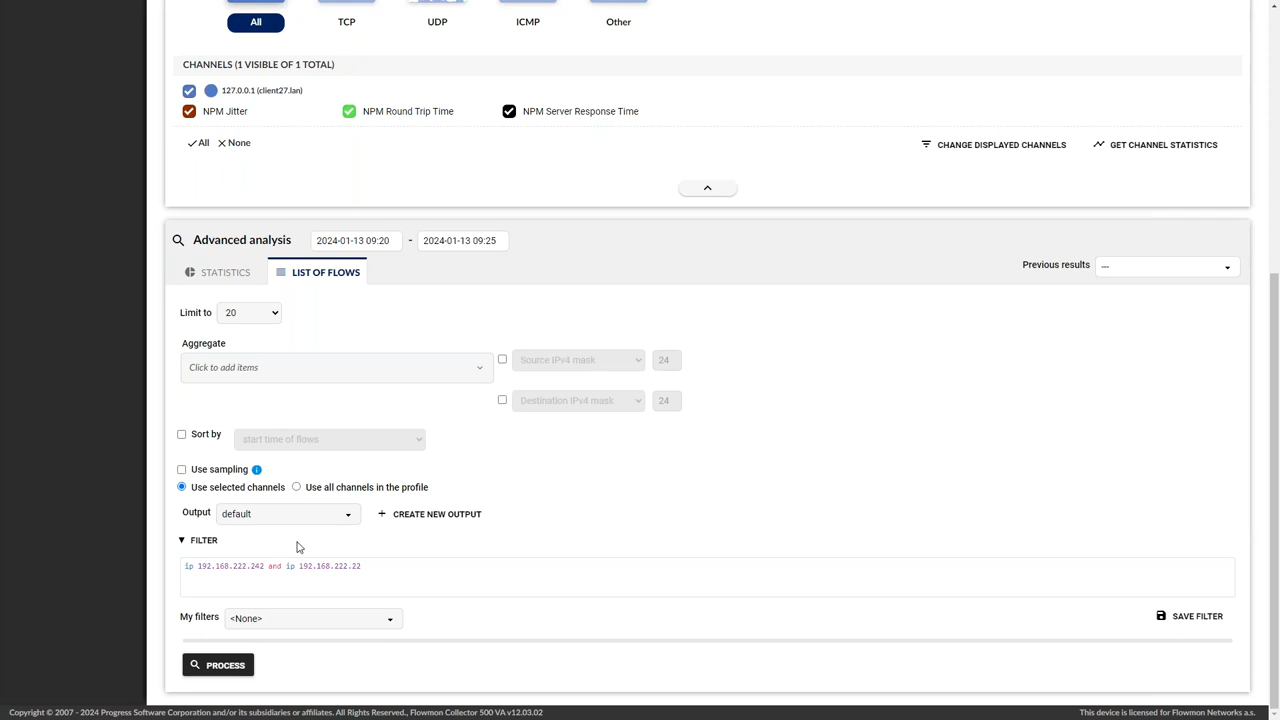 All
TCP
UDP
ICMP
Other
CHANNELS (1 VISIBLE OF 1 TOTAL)
127.0.0.1 (client27.lan)
NPM Jitter
NPM Round Trip Time
NPM Server Response Time
All
None
CHANGE DISPLAYED CHANNELS
GET CHANNEL STATISTICS
Advanced analysis
2024-01-13 09:20
-
2024-01-13 09:25
STATISTICS
LIST OF FLOWS
Previous results
---
Limit to
20
Aggregate
Click to add items
Source IPv4 mask
24
Destination IPv4 mask
24
Sort by
start time of flows
Use sampling
Use selected channels
Use all channels in the profile
Output
default
+ CREATE NEW OUTPUT
FILTER
ip 192.168.222.242 and ip 192.168.222.22
My filters
<None>
SAVE FILTER
PROCESS
Copyright © 2007 - 2024 Progress Software Corporation and/or its subsidiaries or affiliates. All Rights Reserved., Flowmon Collector 500 VA v12.03.02
This device is licensed for Flowmon Networks a.s.